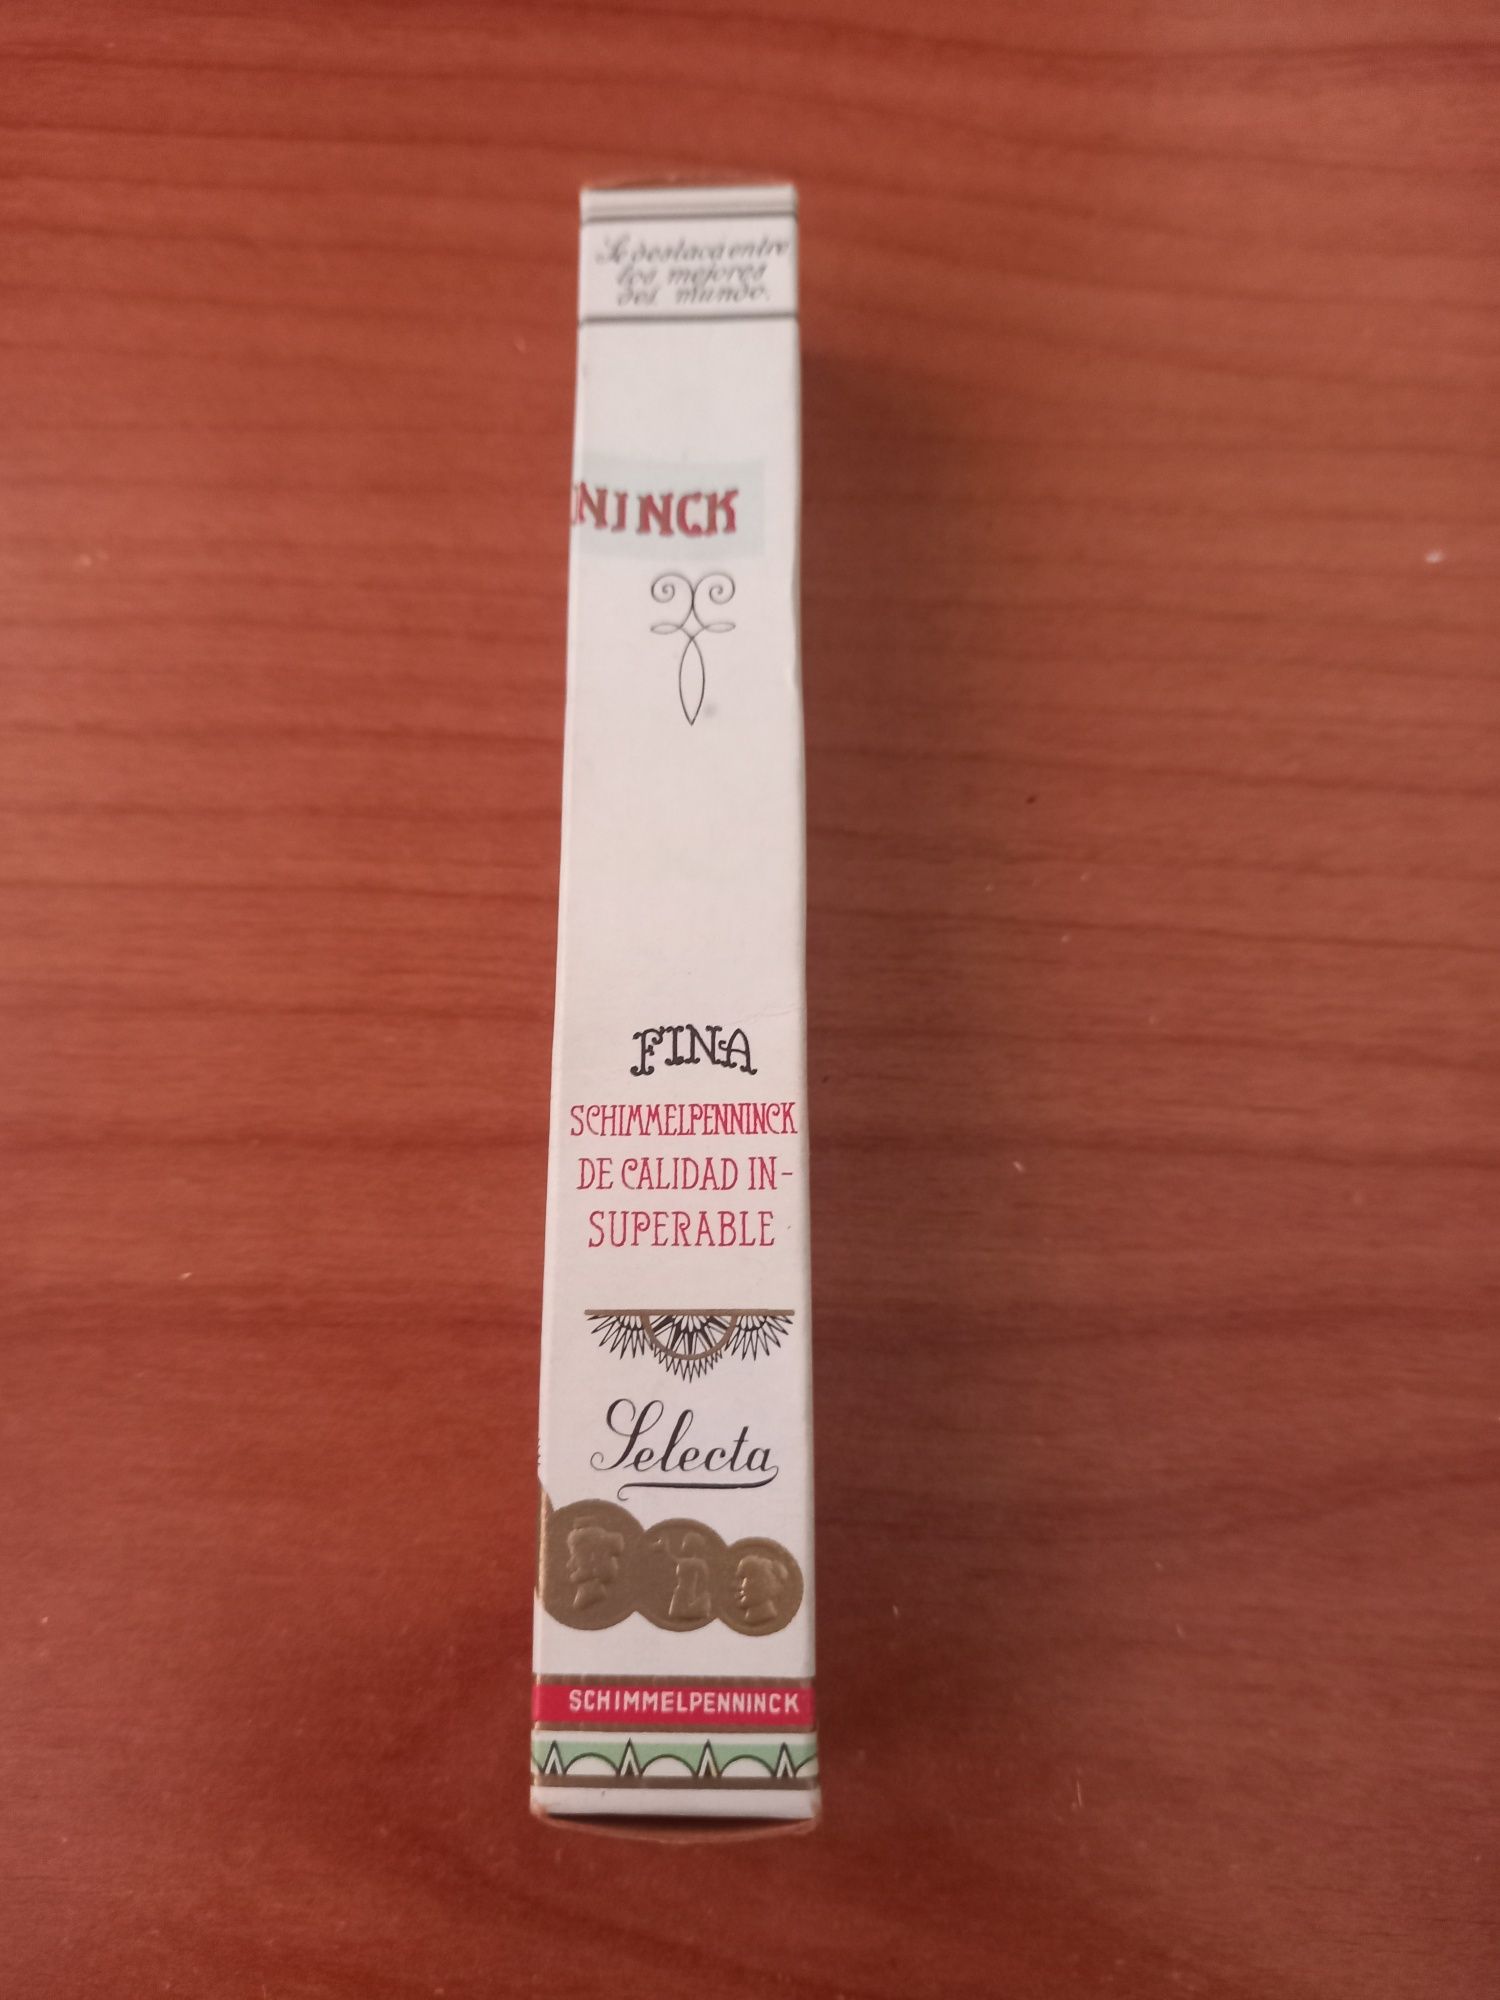 Se destaca entre
los mejores
del mundo.
NINCK
FINA
SCHIMMELPENNINCK
DE CALIDAD IN-
SUPERABLE
Selecta
SCHIMMELPENNINCK